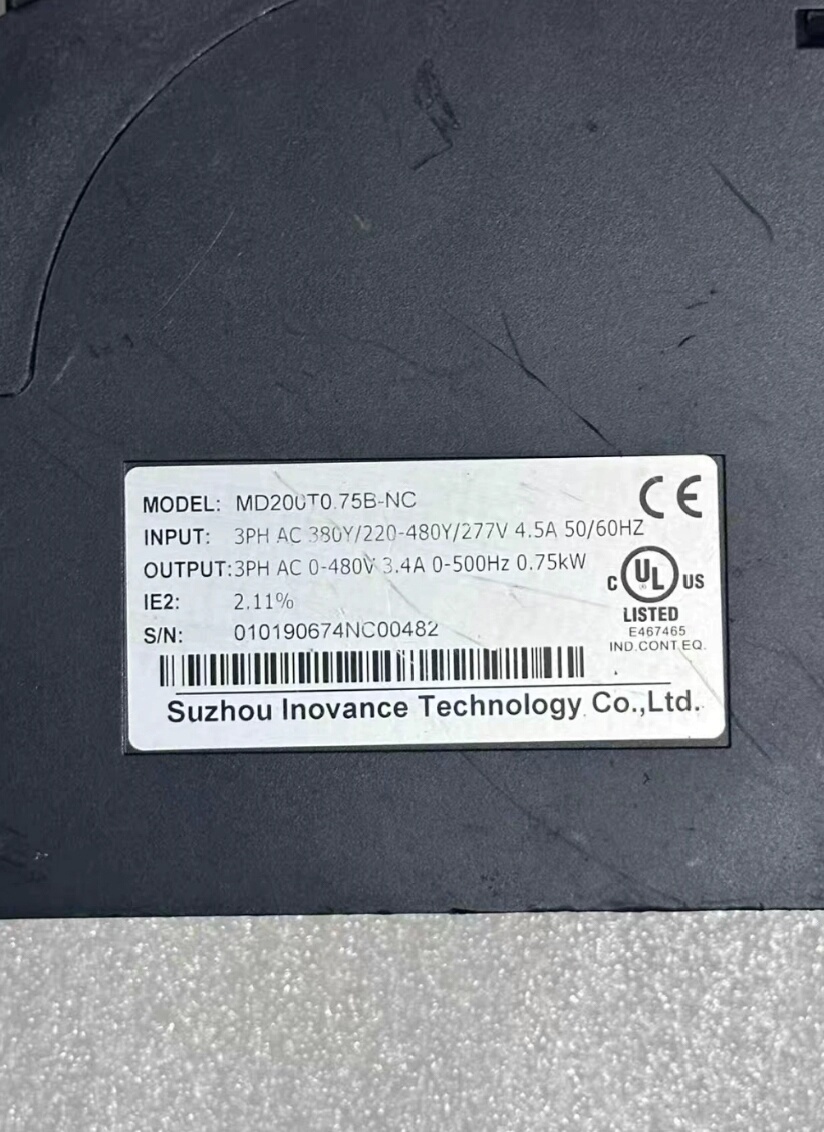 MODEL: MD200T0.75B-NC
CE
INPUT: 3PH AC 380Y/220-480Y/277V 4.5A 50/60HZ
OUTPUT:3PH AC 0-480V 3.4A 0-500Hz 0.75kW
IE2: 2.11%
S/N: 010190674NC00482
C UL US
LISTED
E467465
IND.CONT.EQ.
Suzhou Inovance Technology Co.,Ltd.